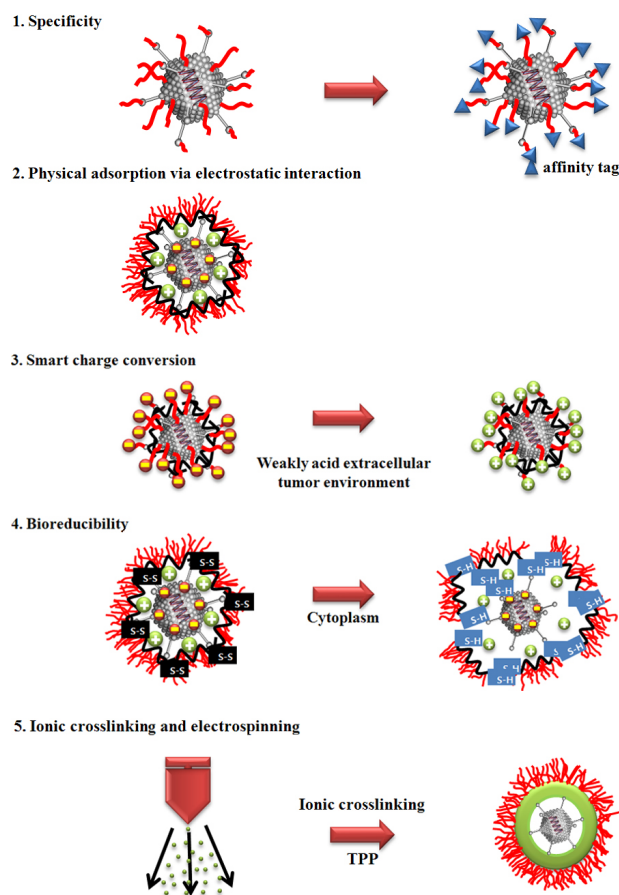 1. Specificity
affinity tag
2. Physical adsorption via electrostatic interaction
3. Smart charge conversion
Weakly acid extracellular
tumor environment
4. Bioreducibility
S-S
S-S
S-S
S-S
S-S
Cytoplasm
S-H
S-H
S-H
S-H
S-H
S-H
S-H
S-H
S-H
S-H
5. Ionic crosslinking and electrospinning
Ionic crosslinking
TPP